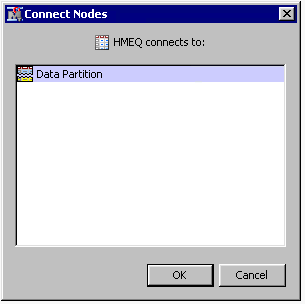 Connect Nodes
HMEQ connects to:
Data Partition
OK
Cancel